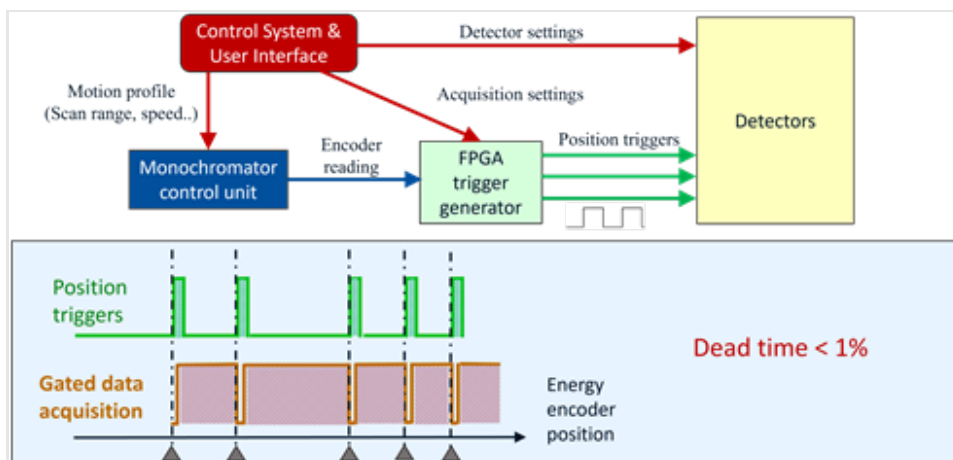 Control System &
User Interface
Detector settings
Motion profile
(Scan range, speed..)
Acquisition settings
Detectors
Encoder
reading
Position triggers
Monochromator
control unit
FPGA
trigger
generator
Position
triggers
Dead time < 1%
Gated data
acquisition
Energy
encoder
position